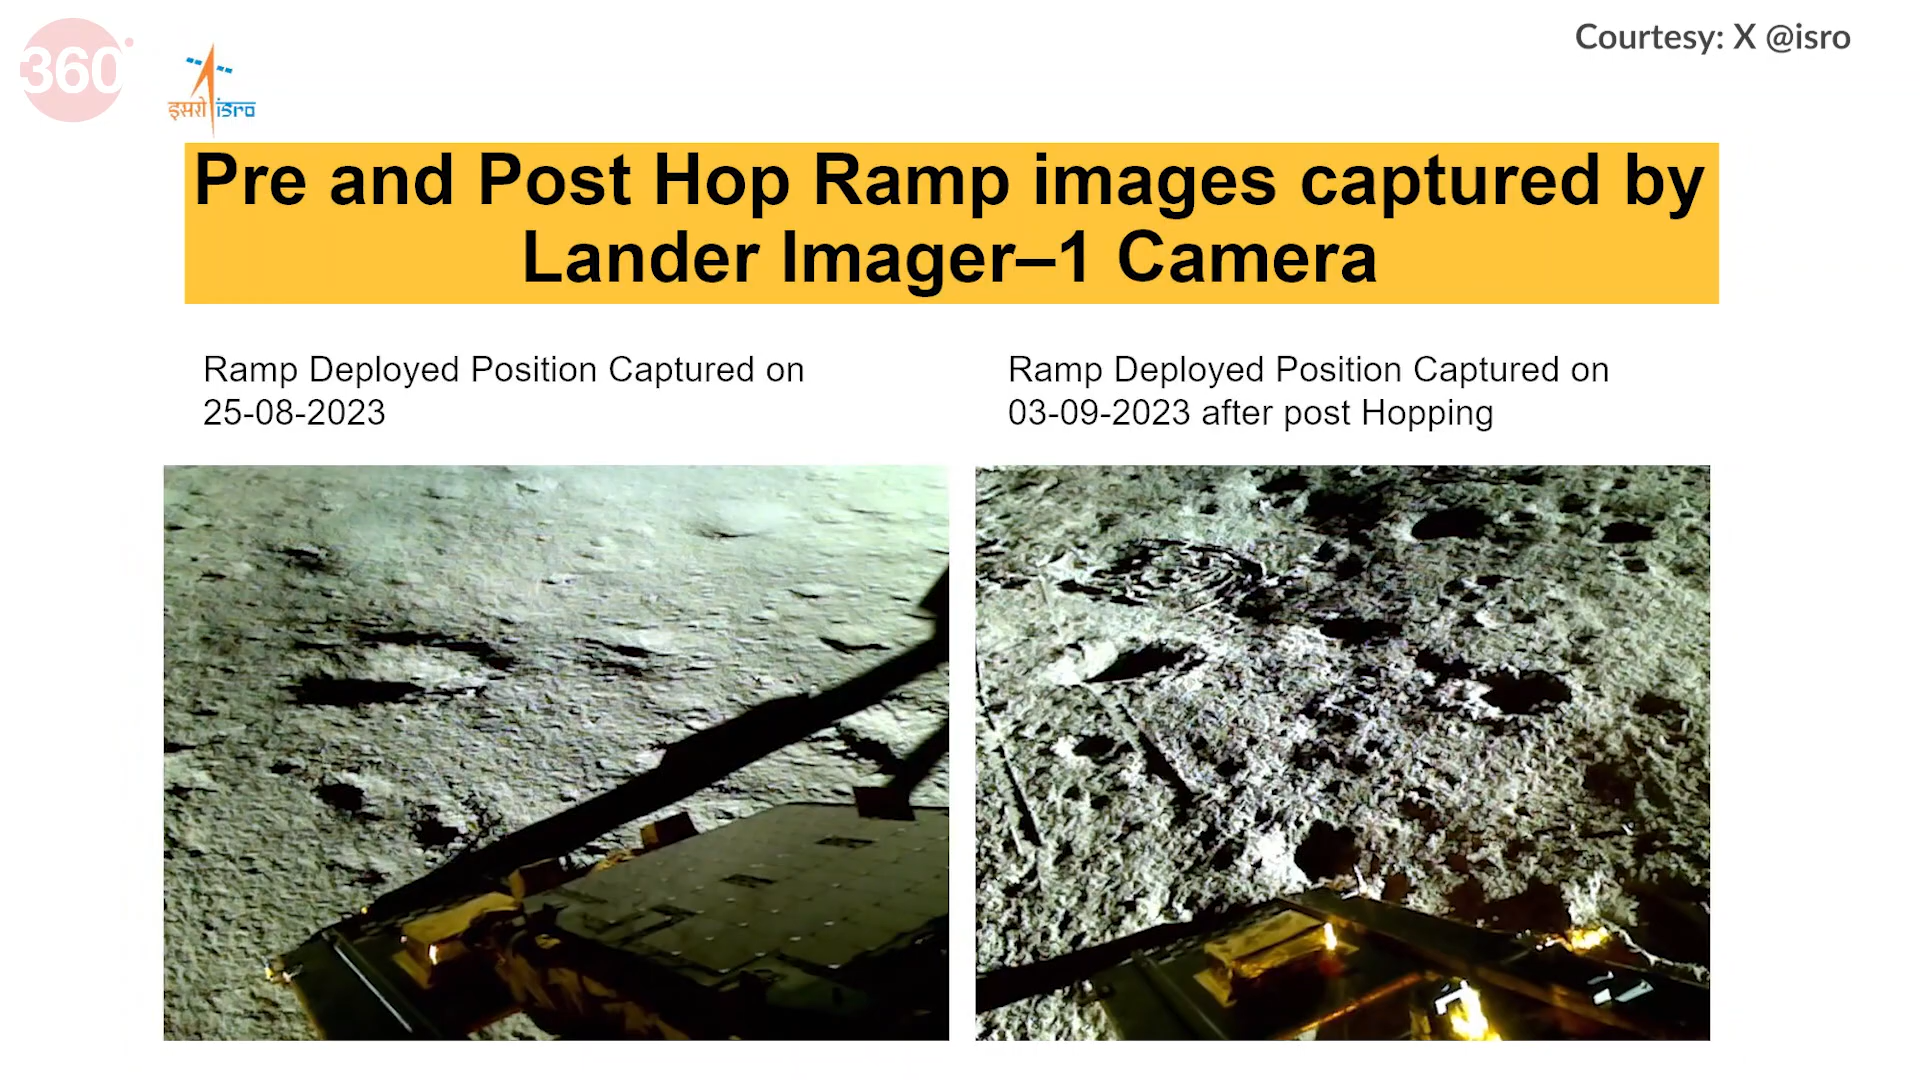 360°
Courtesy: X @isro
इसरो isro
Pre and Post Hop Ramp images captured by
Lander Imager–1 Camera
Ramp Deployed Position Captured on
25-08-2023
Ramp Deployed Position Captured on
03-09-2023 after post Hopping